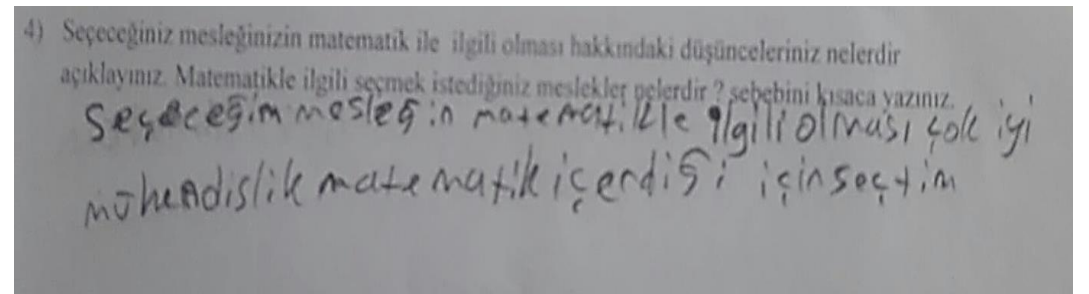 4) Seçeceğiniz mesleğinizin matematik ile ilgili olması hakkındaki düşünceleriniz nelerdir
açıklayınız. Matematikle ilgili seçmek istediğiniz meslekler nelerdir ? sebebini kısaca yazınız.
Seçeceğim mesleğin matematikle ilgili olması çok iyi
mühendislik matematik içerdiği için seçtim